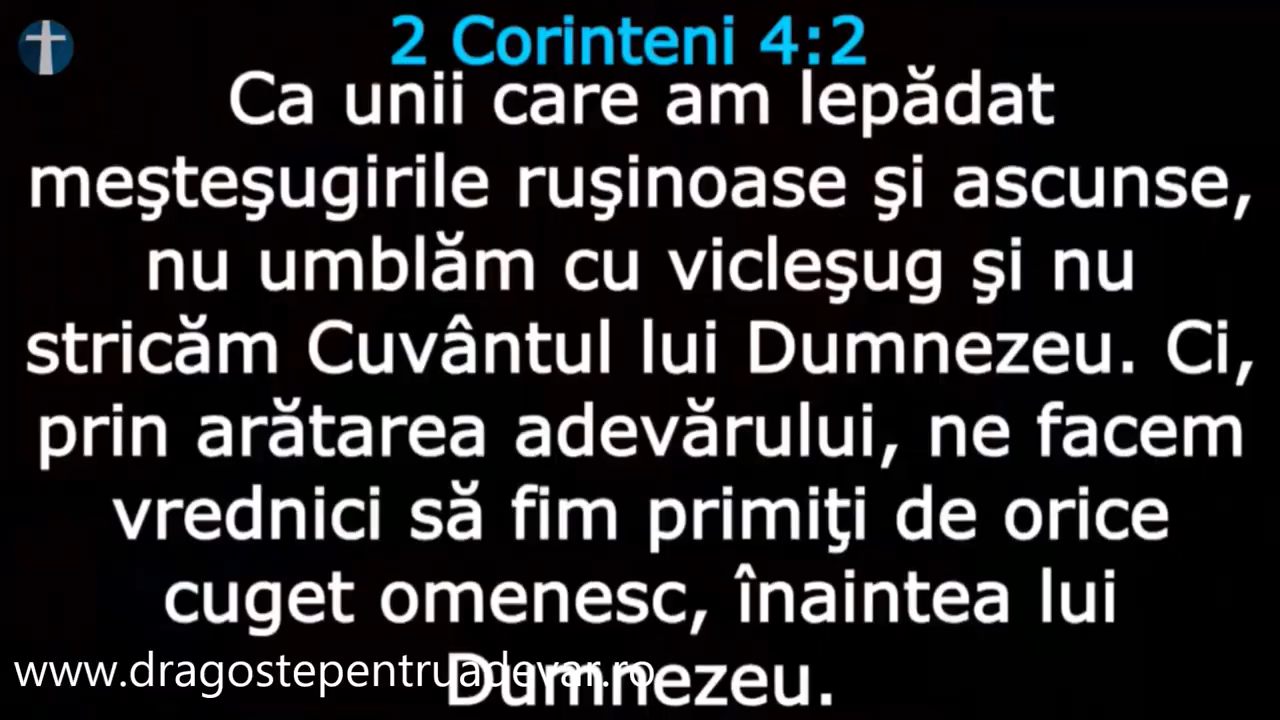 2 Corinteni 4:2
Ca unii care am lepădat
meşteşugirile ruşinoase şi ascunse,
nu umblăm cu vicleşug şi nu
stricăm Cuvântul lui Dumnezeu. Ci,
prin arătarea adevărului, ne facem
vrednici să fim primiţi de orice
cuget omenesc, înaintea lui
Dumnezeu.
www.dragostepentruadevar.ro